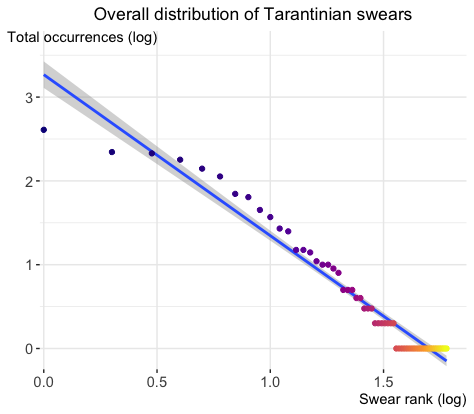 Overall distribution of Tarantinian swears
Total occurrences (log)
3
2
1
0
0.0 0.5 1.0 1.5
Swear rank (log)